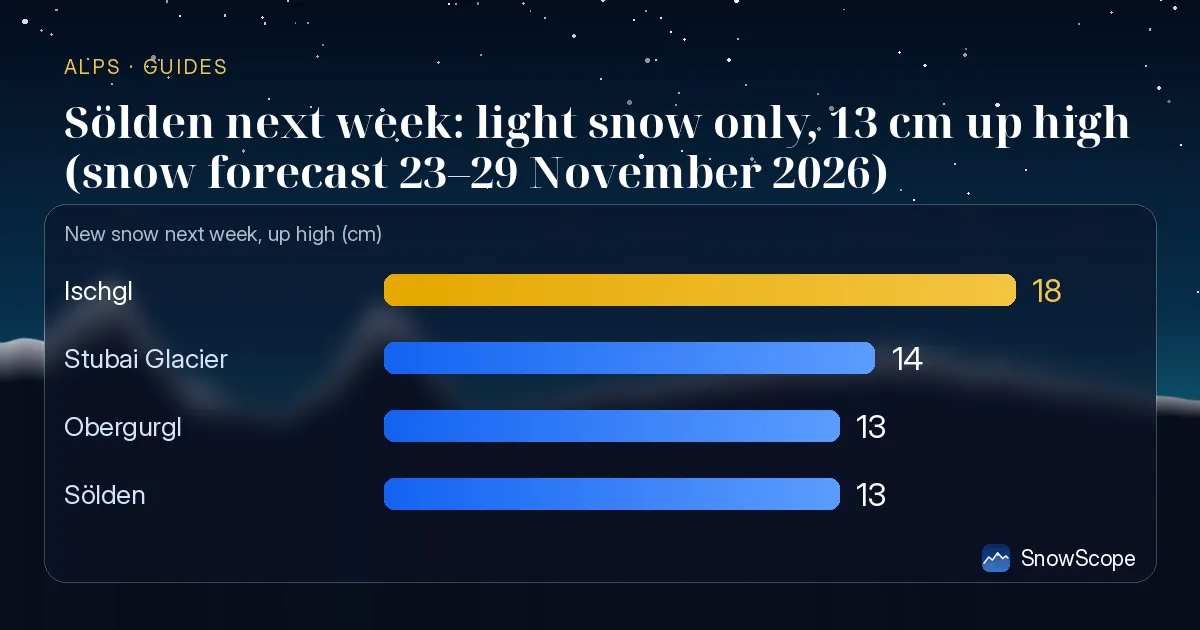 ALPS · GUIDES
Sölden next week: light snow only, 13 cm up high
(snow forecast 23–29 November 2026)
New snow next week, up high (cm)
Ischgl 18
Stubai Glacier 14
Obergurgl 13
Sölden 13
SnowScope